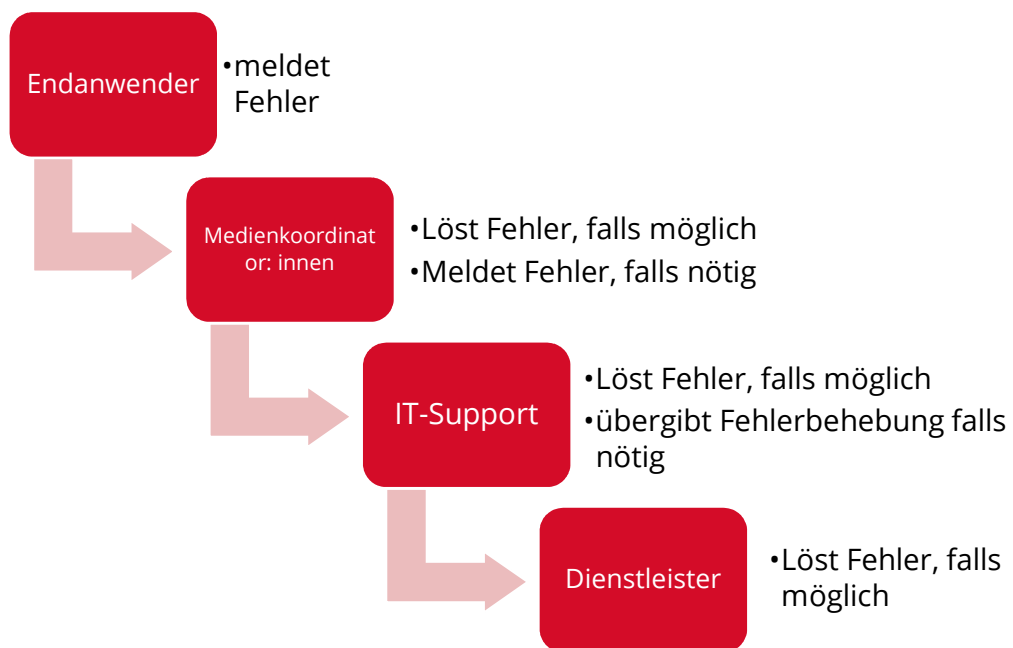 Endanwender
•meldet
Fehler
Medienkoordinat
or: innen
•Löst Fehler, falls möglich
•Meldet Fehler, falls nötig
IT-Support
•Löst Fehler, falls möglich
•übergibt Fehlerbehebung falls
nötig
Dienstleister
•Löst Fehler, falls
möglich